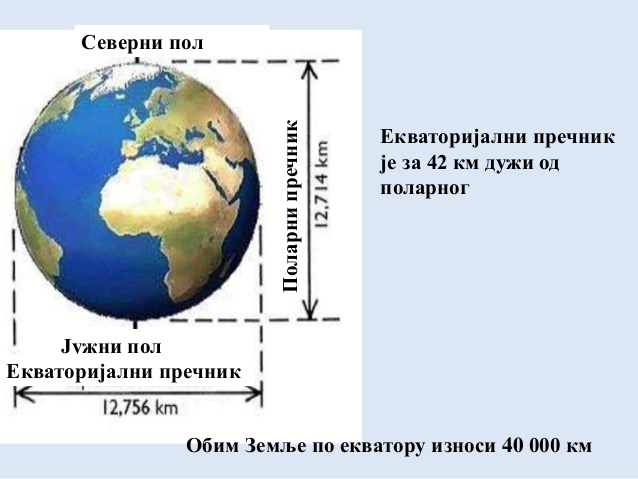 Северни пол
Поларни пречник
12,714 km
Екваторијални пречник
је за 42 км дужи од
поларног
Јужни пол
Екваторијални пречник
12,756 km
Обим Земље по екватору износи 40 000 км